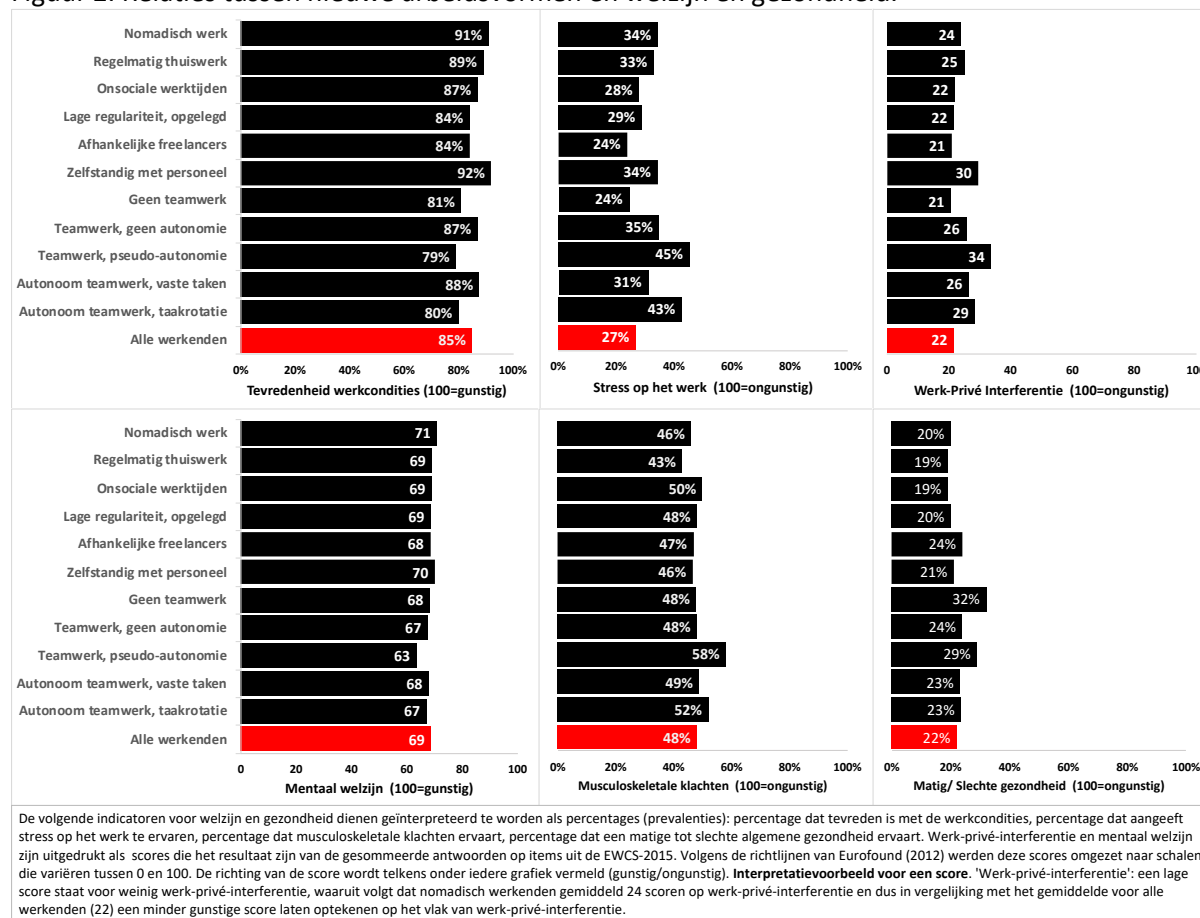 Figuur Relaties tussen nieuwe arbeidsvormen en welzijn en gezondheid.
Nomadisch werk 91% 34% 24
Regelmatig thuiswerk 89% 33% 25
Onsociale werktijden 87% 28% 22
Lage regulariteit, opgelegd 84% 29% 22
Afhankelijke freelancers 84% 24% 21
Zelfstandig met personeel 92% 34% 30
Geen teamwerk 81% 24% 21
Teamwerk, geen autonomie 87% 35% 26
Teamwerk, pseudo-autonomie 79% 45% 34
Autonoom teamwerk, vaste taken 88% 31% 26
Autonoom teamwerk, taakrotatie 80% 43% 29
Alle werkenden 85% 27% 22
0% 20% 40% 60% 80% 100% 0% 20% 40% 60% 80% 100% 0 20 40 60 80 100
Tevredenheid werkcondities (100=gunstig) Stress op het werk (100=ongunstig) Werk-Privé Interferentie (100=ongunstig)
Nomadisch werk 71 46% 20%
Regelmatig thuiswerk 69 43% 19%
Onsociale werktijden 69 50% 19%
Lage regulariteit, opgelegd 69 48% 20%
Afhankelijke freelancers 68 47% 24%
Zelfstandig met personeel 70 46% 21%
Geen teamwerk 68 48% 32%
Teamwerk, geen autonomie 67 48% 24%
Teamwerk, pseudo-autonomie 63 58% 29%
Autonoom teamwerk, vaste taken 68 49% 23%
Autonoom teamwerk, taakrotatie 67 52% 23%
Alle werkenden 69 48% 22%
0 20 40 60 80 100 0% 20% 40% 60% 80% 100% 0% 20% 40% 60% 80% 100%
Mentaal welzijn (100=gunstig) Musculoskeletale klachten (100=ongunstig) Matig/ Slechte gezondheid (100=ongunstig)
De volgende indicatoren voor welzijn en gezondheid dienen geïnterpreteerd te worden als percentages (prevalenties): percentage dat tevreden is met de werkcondities, percentage dat aangeeft
stress op het werk te ervaren, percentage dat musculoskeletale klachten ervaart, percentage dat een matige tot slechte algemene gezondheid ervaart. Werk-privé-interferentie en mentaal welzijn
zijn uitgedrukt als scores die het resultaat zijn van de gesommeerde antwoorden op items uit de EWCS-2015. Volgens de richtlijnen van Eurofound (2012) werden deze scores omgezet naar schalen
die variëren tussen 0 en 100. De richting van de score wordt telkens onder iedere grafiek vermeld (gunstig/ongunstig). Interpretatievoorbeeld voor een score. 'Werk-privé-interferentie': een lage
score staat voor weinig werk-privé-interferentie, waaruit volgt dat nomadisch werkenden gemiddeld 24 scoren op werk-privé-interferentie en dus in vergelijking met het gemiddelde voor alle
werkenden (22) een minder gunstige score laten optekenen op het vlak van werk-privé-interferentie.